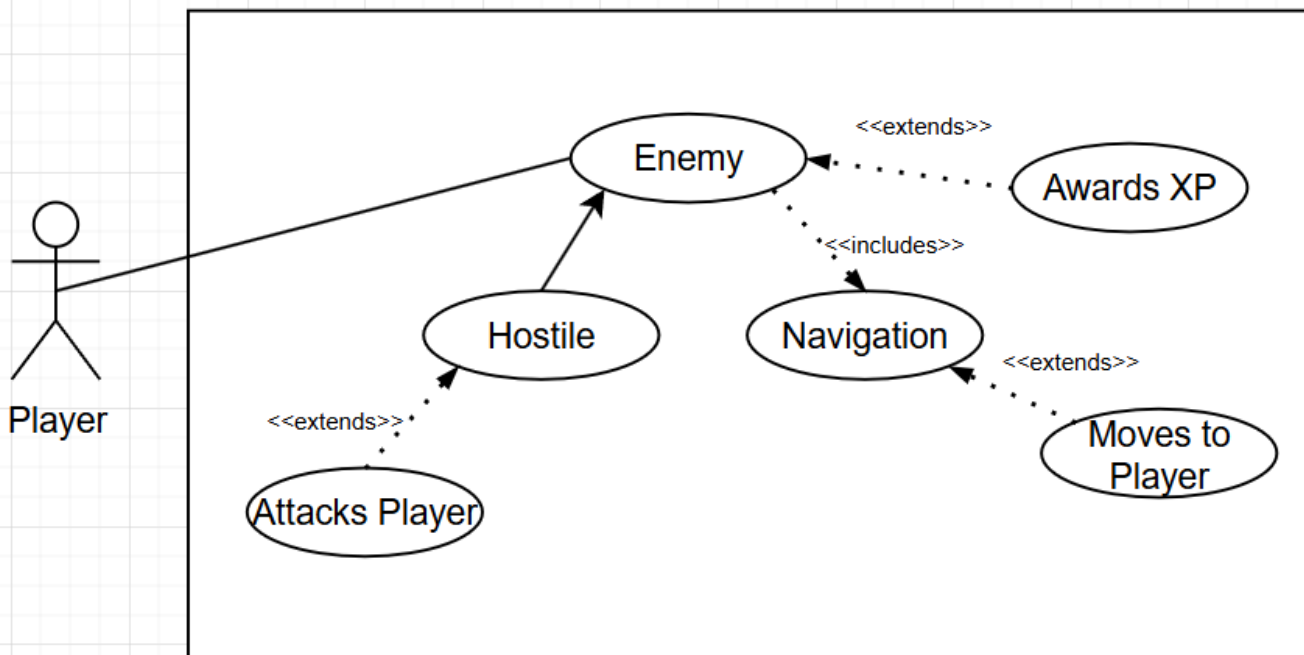 <<extends>>
Enemy
Awards XP
<<includes>>
Hostile
Navigation
<<extends>>
Player
<<extends>>
Moves to
Player
Attacks Player